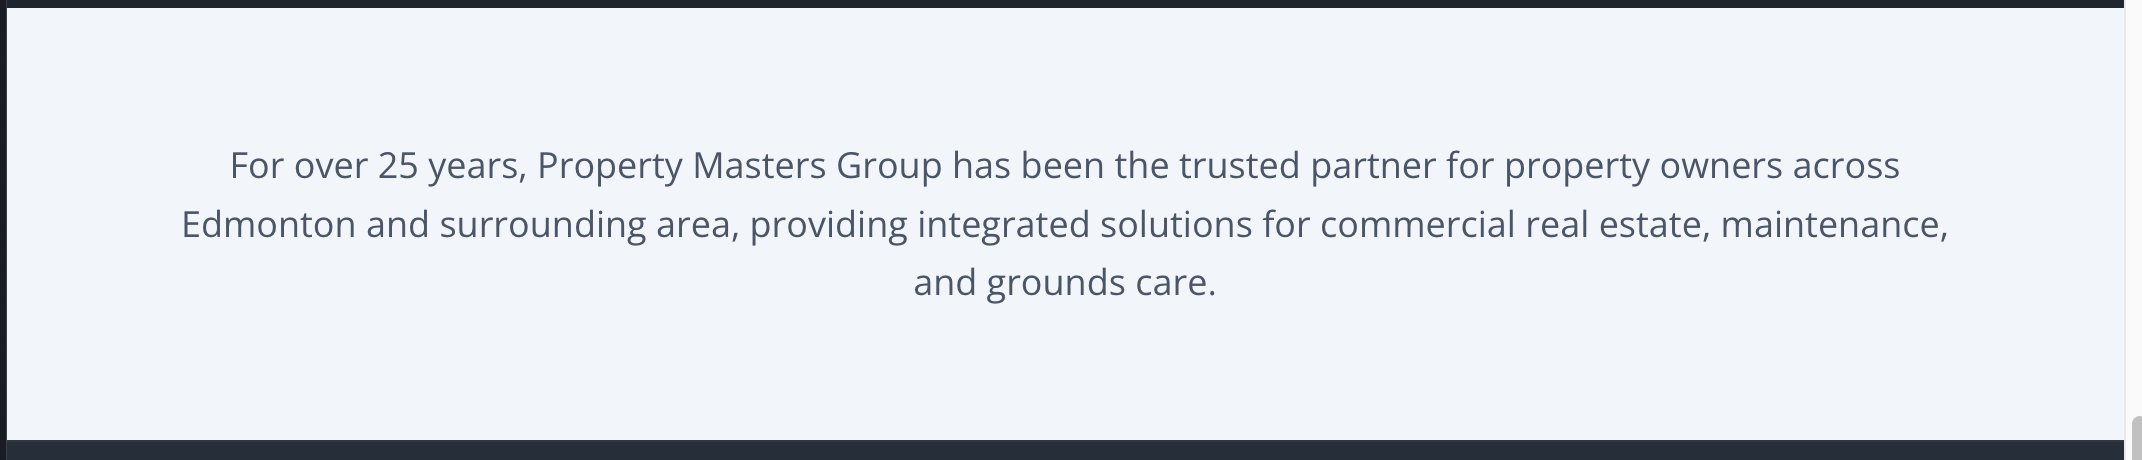 For over 25 years, Property Masters Group has been the trusted partner for property owners across
Edmonton and surrounding area, providing integrated solutions for commercial real estate, maintenance,
and grounds care.